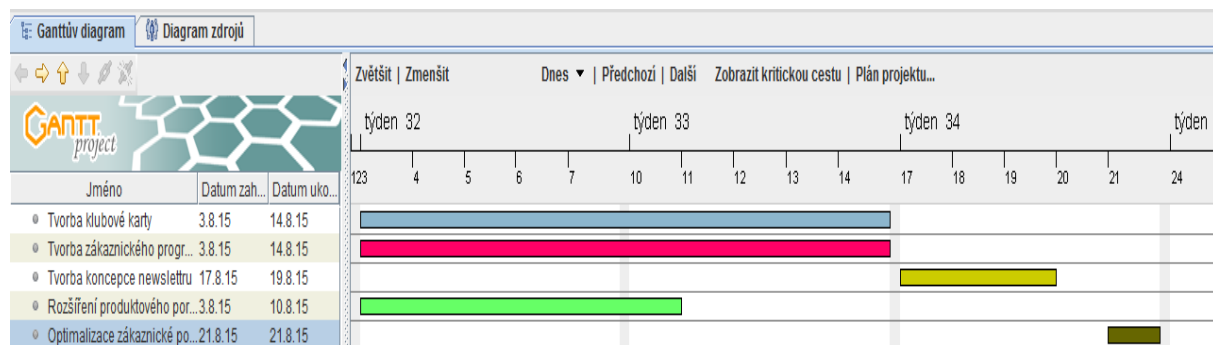 Ganttův diagram Diagram zdrojů
Zvětšit | Zmenšit Dnes ▼ | Předchozí | Další Zobrazit kritickou cestu | Plán projektu...
GANTT project
týden 32 týden 33 týden 34 týden
123 4 5 6 7 10 11 12 13 14 17 18 19 20 21 24
Jméno Datum zah... Datum uko...
Tvorba klubové karty 3.8.15 14.8.15
Tvorba zákaznického progr... 3.8.15 14.8.15
Tvorba koncepce newslettru 17.8.15 19.8.15
Rozšíření produktového por... 3.8.15 10.8.15
Optimalizace zákaznické po... 21.8.15 21.8.15